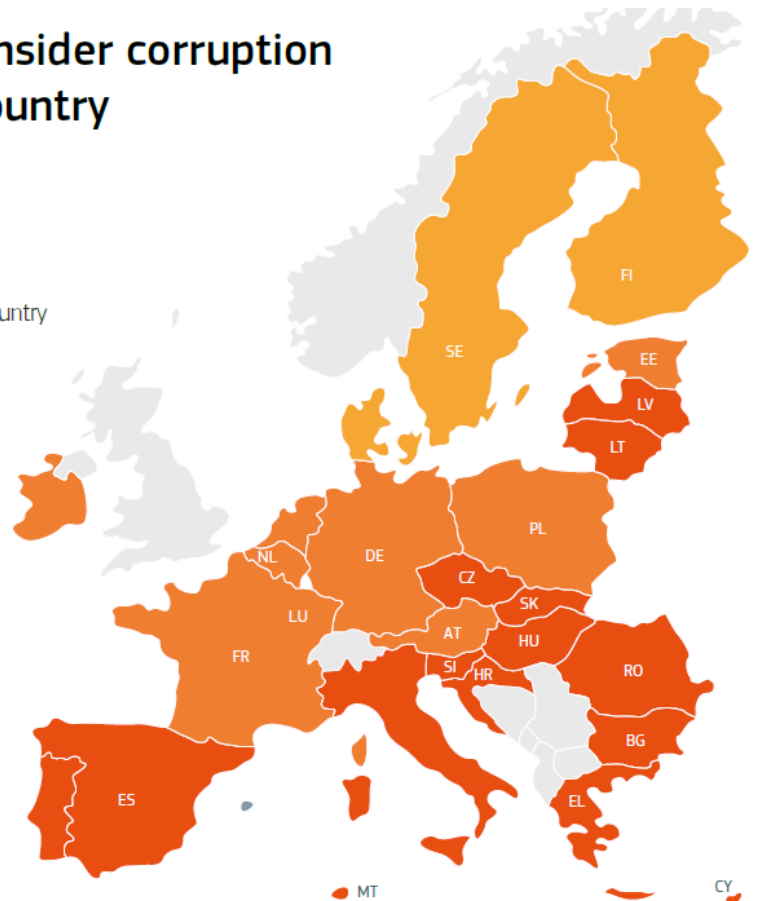 nsider corruption
ountry
untry
FI
SE
EE
LV
LT
PL
NL
DE
CZ
SK
LU
AT
HU
FR
SI
HR
RO
BG
ES
EL
MT
CY